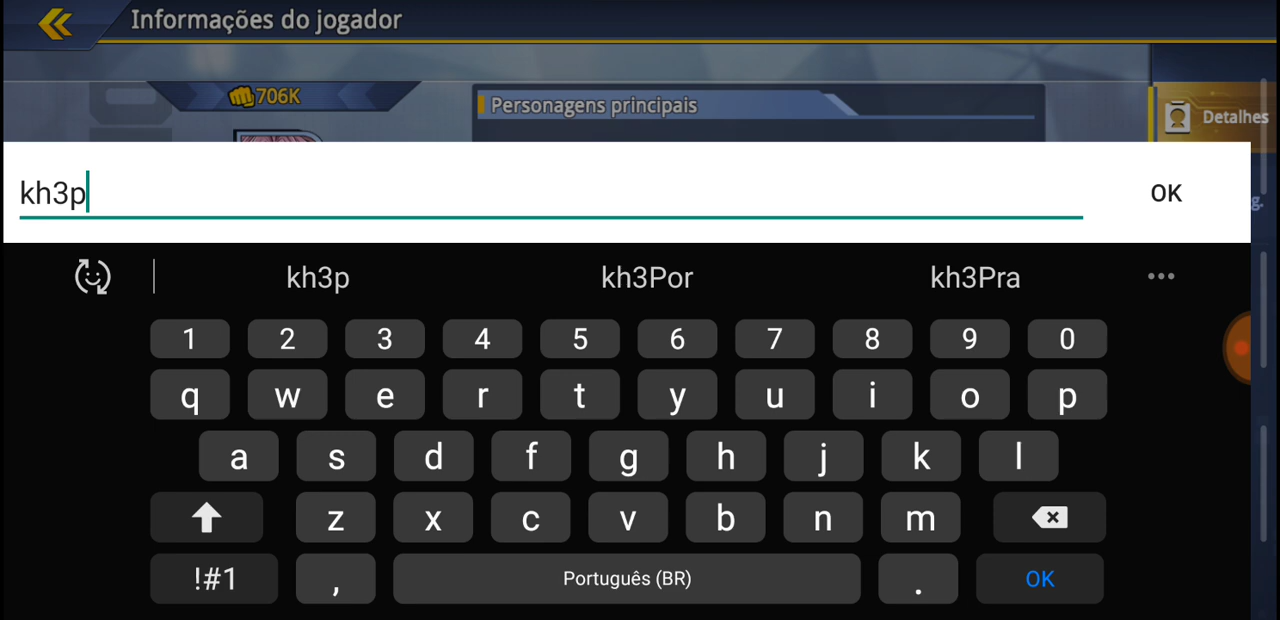 Informações do jogador
706K
Personagens principais
Detalhes
kh3p
OK
g.
kh3p kh3Por kh3Pra
1 2 3 4 5 6 7 8 9 0
q w e r t y u i o p
a s d f g h j k l
z x c v b n m
!#1 , Português (BR) . OK